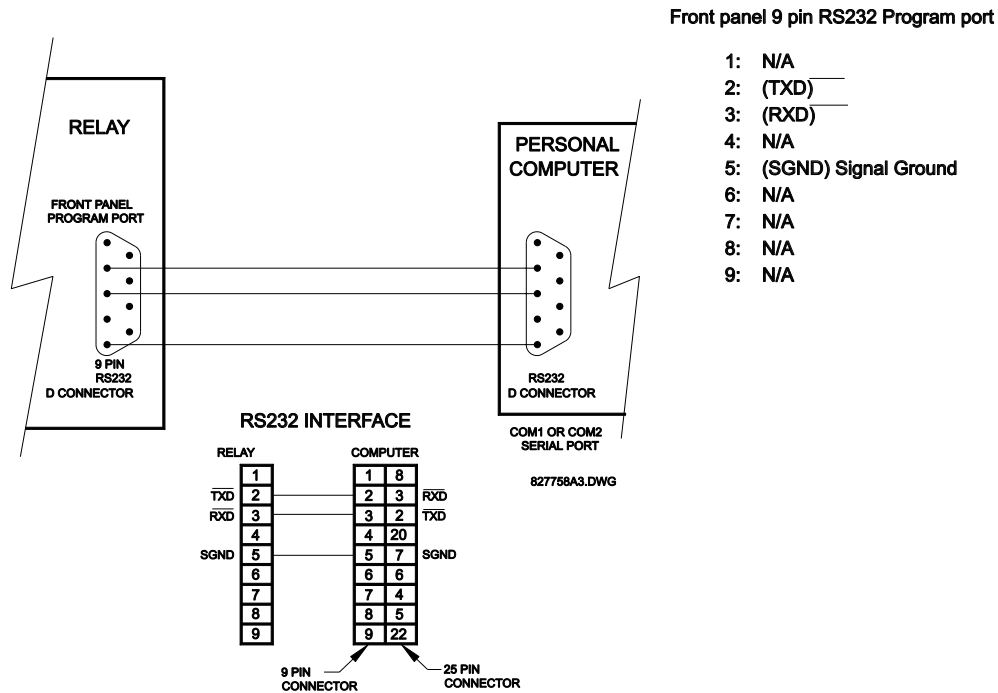 Front panel 9 pin RS232 Program port
1: N/A
2: (TXD)
3: (RXD)
4: N/A
5: (SGND) Signal Ground
6: N/A
7: N/A
8: N/A
9: N/A
RELAY
FRONT PANEL
PROGRAM PORT
9 PIN
RS232
D CONNECTOR
PERSONAL
COMPUTER
RS232
D CONNECTOR
COM1 OR COM2
SERIAL PORT
827758A3.DWG
RS232 INTERFACE
RELAY COMPUTER
1 1 8
TXD 2 2 3 RXD
RXD 3 3 2 TXD
4 4 20
SGND 5 5 7 SGND
6 6 6
7 7 4
8 8 5
9 9 22
9 PIN
CONNECTOR
25 PIN
CONNECTOR